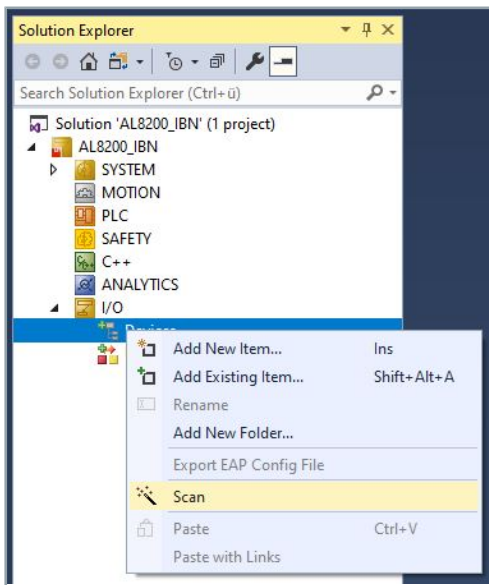 Solution Explorer
Search Solution Explorer (Ctrl+ü)
Solution 'AL8200_IBN' (1 project)
AL8200_IBN
SYSTEM
MOTION
PLC
SAFETY
C++
ANALYTICS
I/O
Devices
Add New Item... Ins
Add Existing Item... Shift+Alt+A
Rename
Add New Folder...
Export EAP Config File
Scan
Paste Ctrl+V
Paste with Links